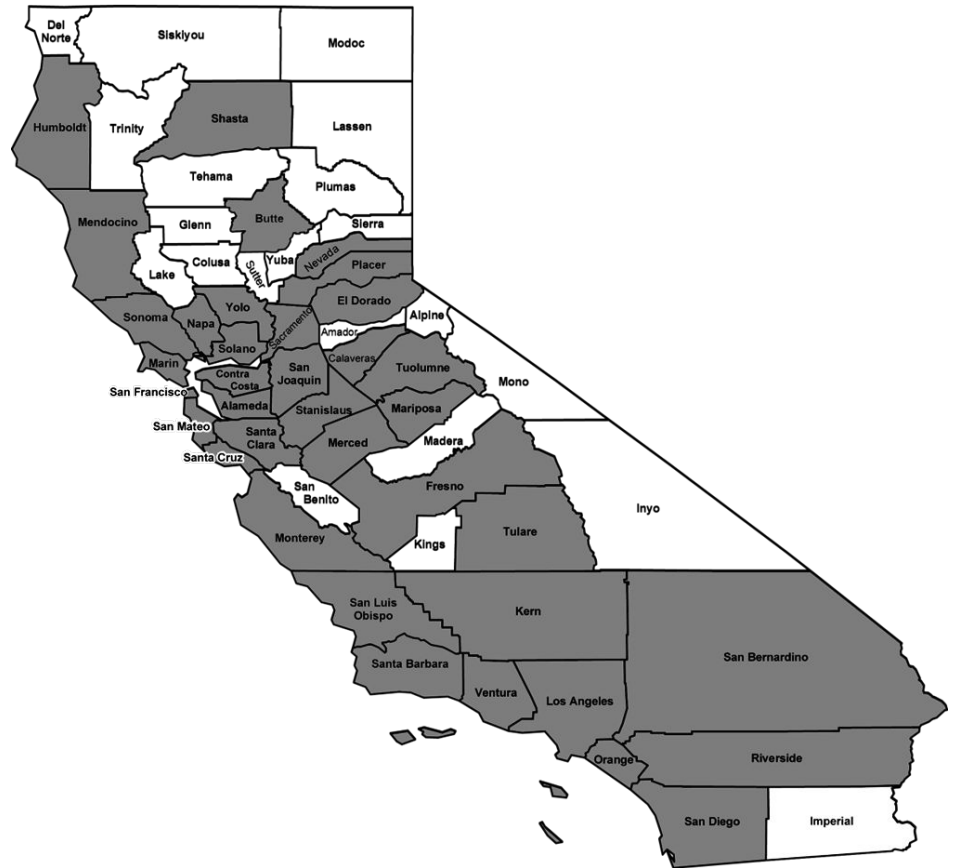 Del
Norte
Siskiyou
Modoc
Humboldt
Trinity
Shasta
Lassen
Tehama
Plumas
Mendocino
Glenn
Butte
Sierra
Lake
Colusa
Sutter
Yuba
Nevada
Placer
Sonoma
Napa
Yolo
Sacramento
El Dorado
Alpine
Amador
Solano
Marin
Contra
Costa
San
Joaquin
Calaveras
Tuolumne
Mono
San Francisco
Alameda
Stanislaus
Mariposa
San Mateo
Santa
Clara
Merced
Madera
Santa Cruz
San
Benito
Fresno
Inyo
Monterey
Kings
Tulare
San Luis
Obispo
Kern
San Bernardino
Santa Barbara
Ventura
Los Angeles
Orange
Riverside
San Diego
Imperial